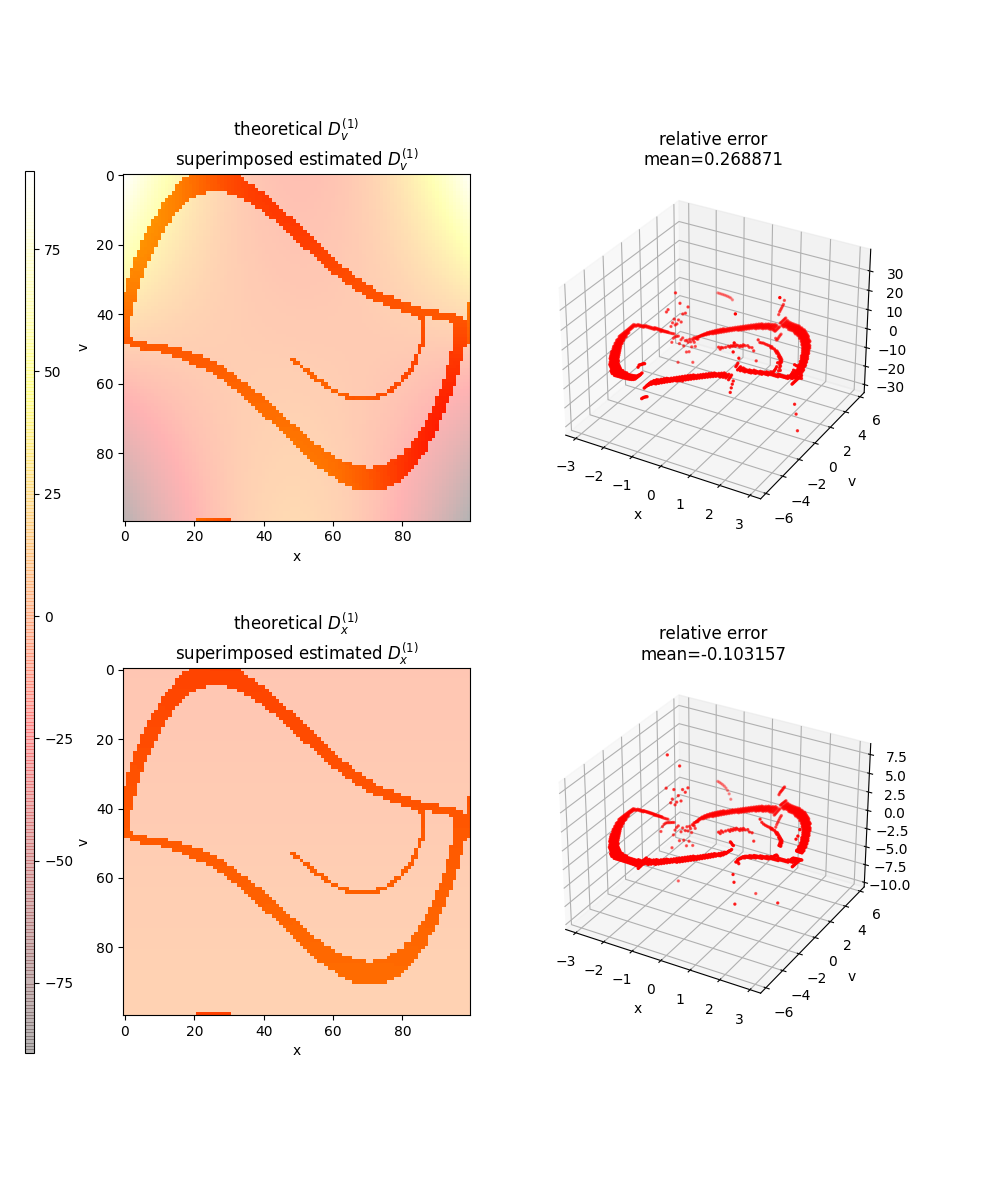 theoretical $D_v^{(1)}$
superimposed estimated $D_v^{(1)}$
relative error
mean=0.268871
75
50
25
0
−25
−50
−75
0
20
40
60
80
v
0 20 40 60 80
x
30
20
10
0
−10
−20
−30
−3 −2 −1 0 1 2 3
x
−6 −4 −2 0 2 4 6
v
theoretical $D_x^{(1)}$
superimposed estimated $D_x^{(1)}$
relative error
mean=-0.103157
0
20
40
60
80
v
0 20 40 60 80
x
7.5
5.0
2.5
0.0
−2.5
−5.0
−7.5
−10.0
−3 −2 −1 0 1 2 3
x
−6 −4 −2 0 2 4 6
v